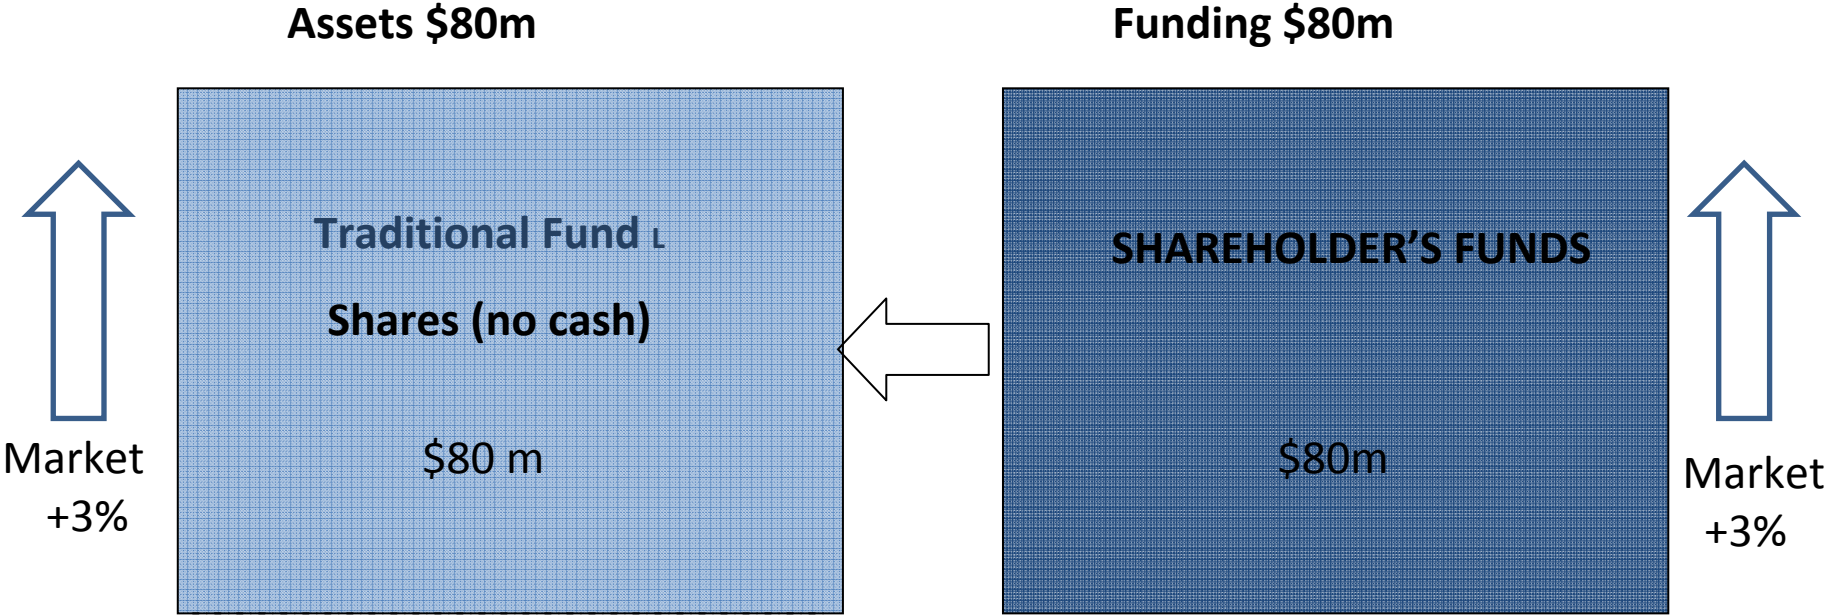 Assets $80m
Funding $80m
Traditional Fund L
Shares (no cash)
$80 m
SHAREHOLDER’S FUNDS
$80m
Market
+3%
Market
+3%